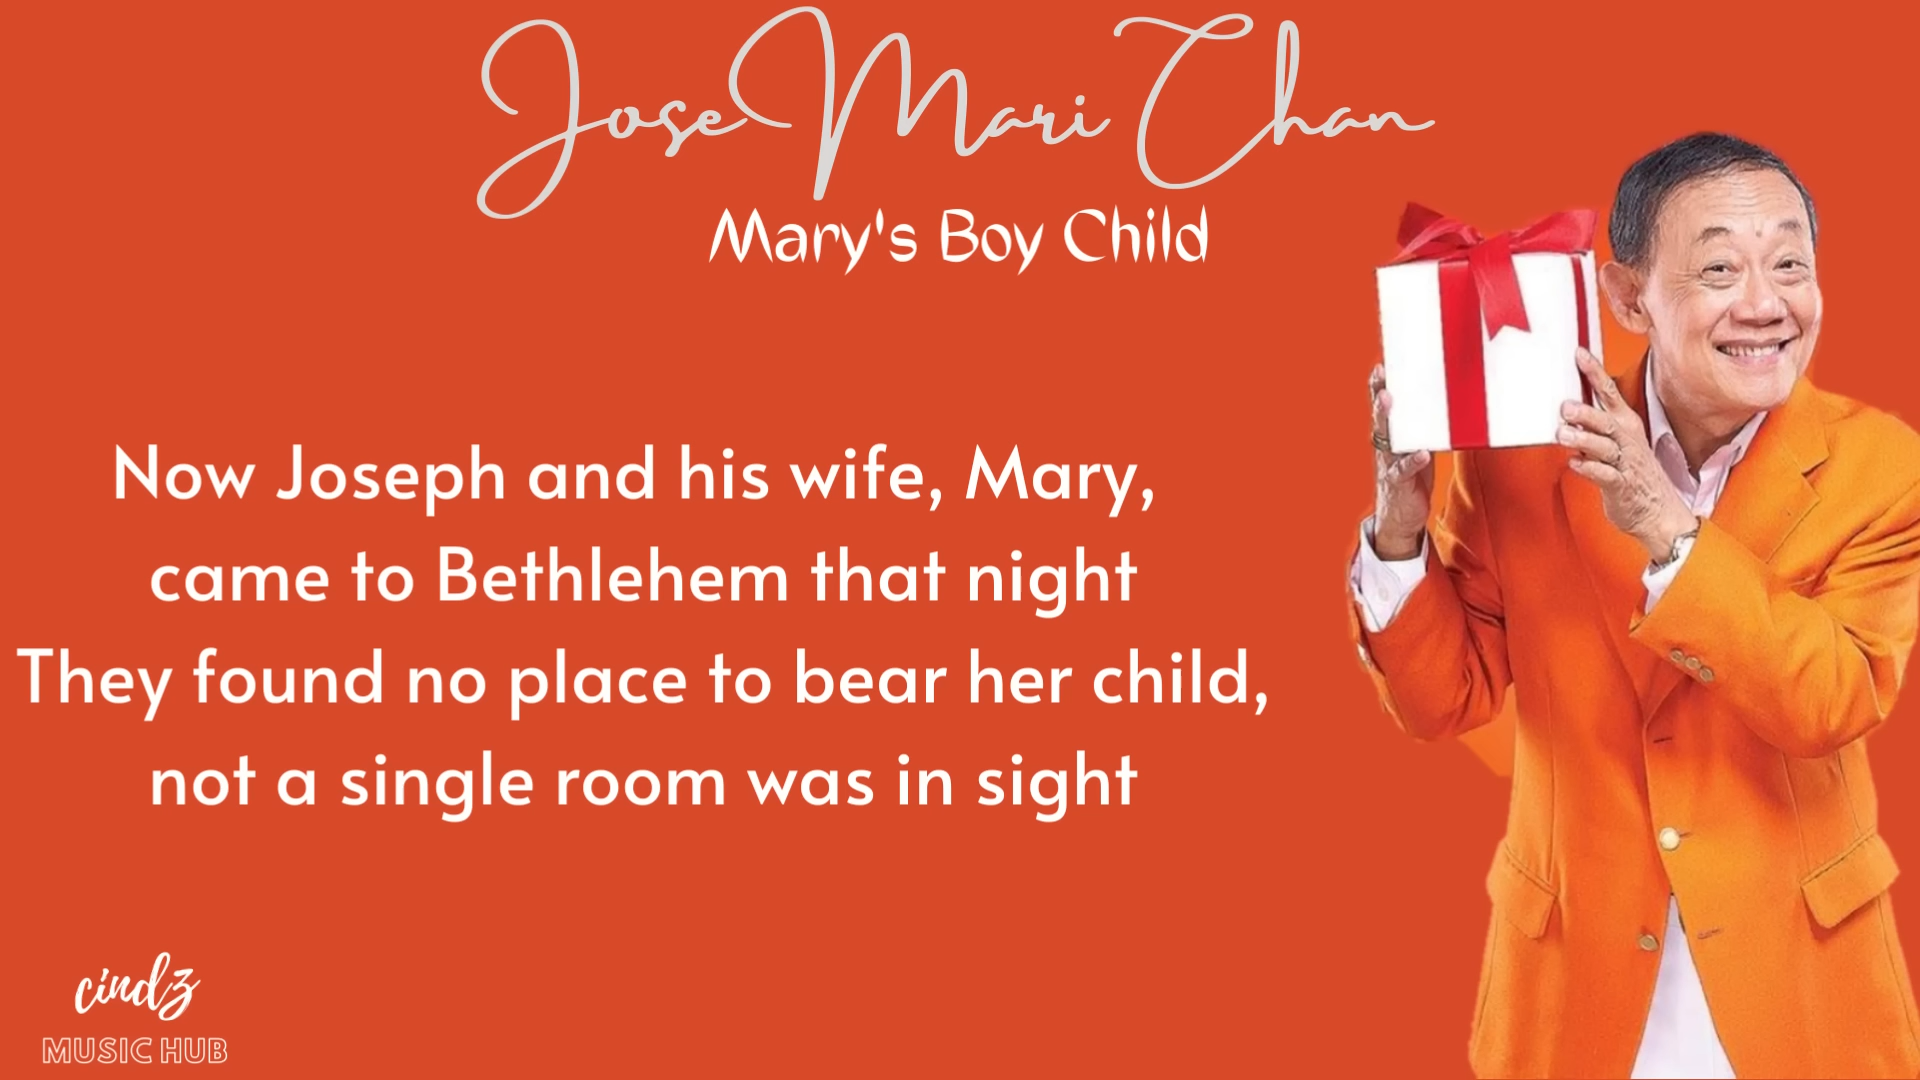 Jose Mari Chan
Mary's Boy Child
Now Joseph and his wife, Mary,
came to Bethlehem that night
They found no place to bear her child,
not a single room was in sight
cindz
MUSIC HUB